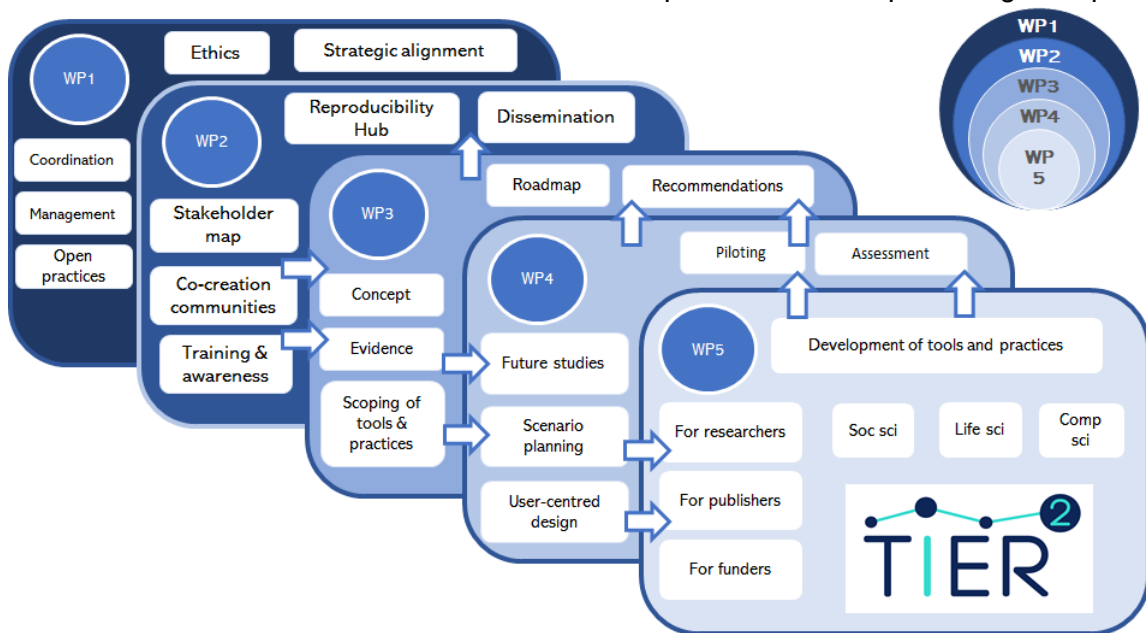 WP1
Ethics
Strategic alignment
Coordination
Management
Open
practices
WP2
Reproducibility
Hub
Dissemination
Stakeholder
map
Co-creation
communities
Training &
awareness
WP3
Roadmap
Recommendations
Concept
Evidence
Scoping of
tools &
practices
WP4
Piloting
Assessment
Future studies
Scenario
planning
User-centred
design
WP5
Development of tools and practices
For researchers
For publishers
For funders
Soc sci
Life sci
Comp
sci
TIER
2
WP1
WP2
WP3
WP4
WP
5